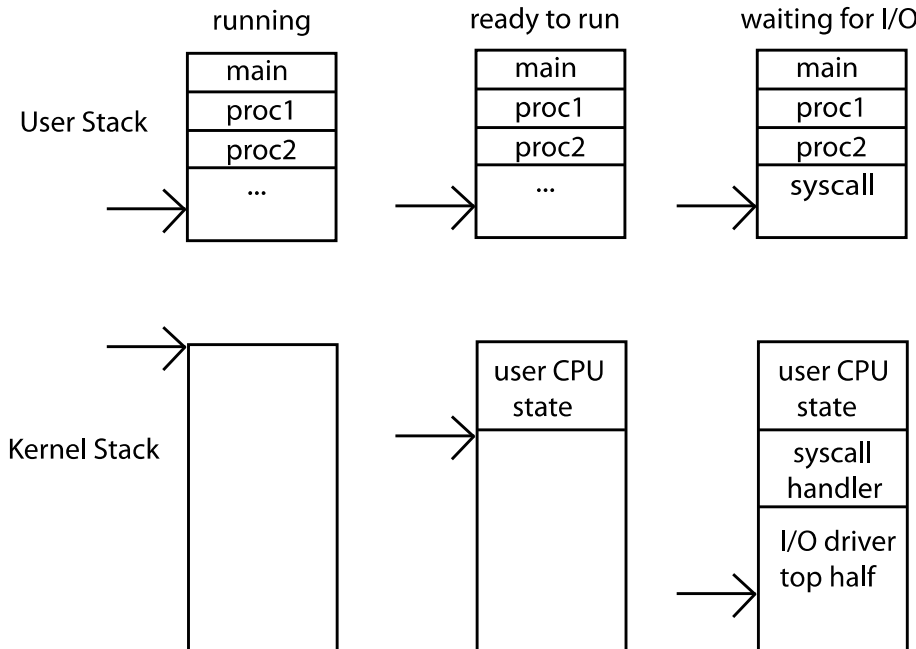 running
ready to run
waiting for I/O
User Stack
main
proc1
proc2
...
main
proc1
proc2
...
main
proc1
proc2
syscall
Kernel Stack
user CPU
state
user CPU
state
syscall
handler
I/O driver
top half